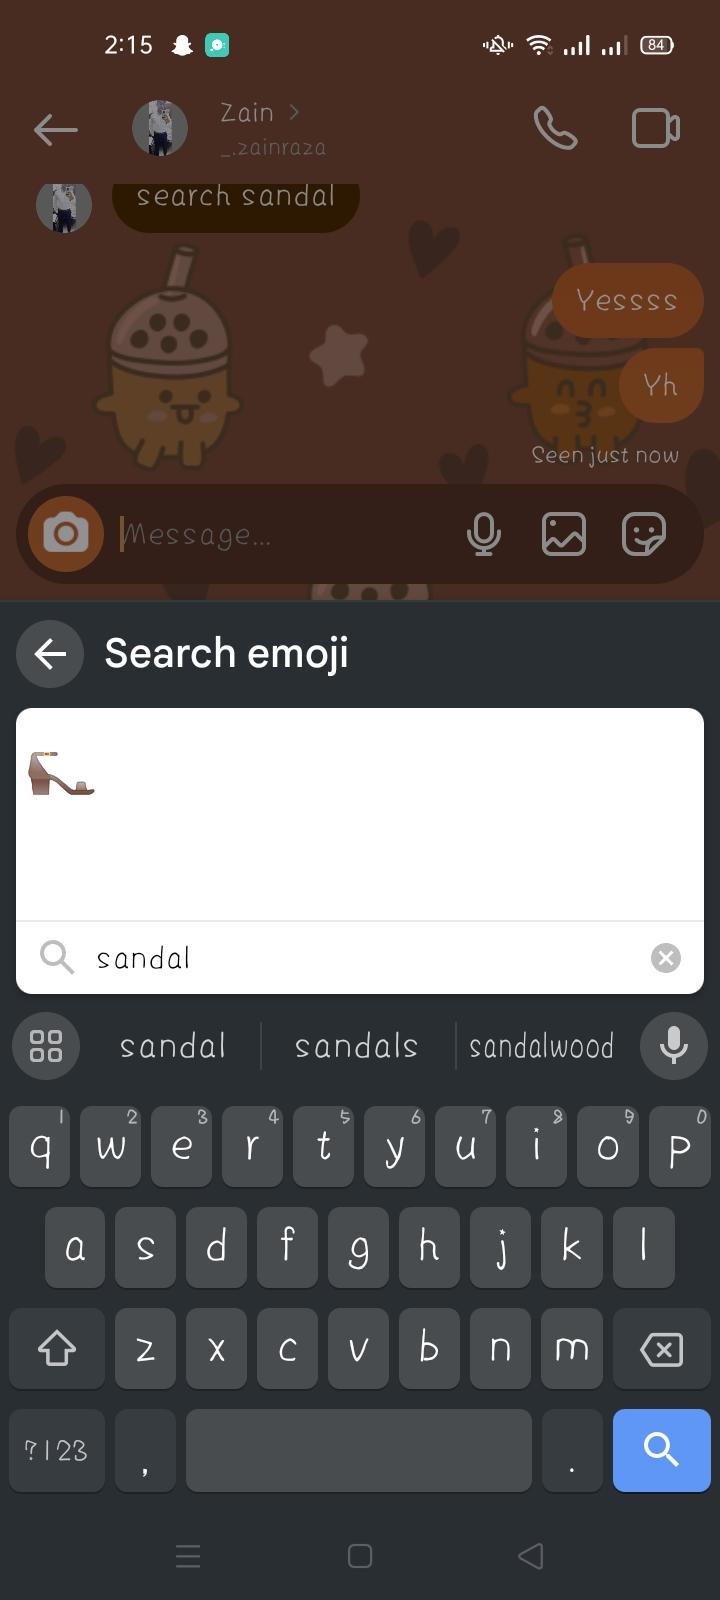 2:15
84
Zain
_.zainraza
search sandal
Yessss
Yh
Seen just now
Message...
Search emoji
sandal
sandal sandals sandalwood
1 2 3 4 5 6 7 8 9 0
q w e r t y u i o p
a s d f g h j k l
z x c v b n m
?123 , .